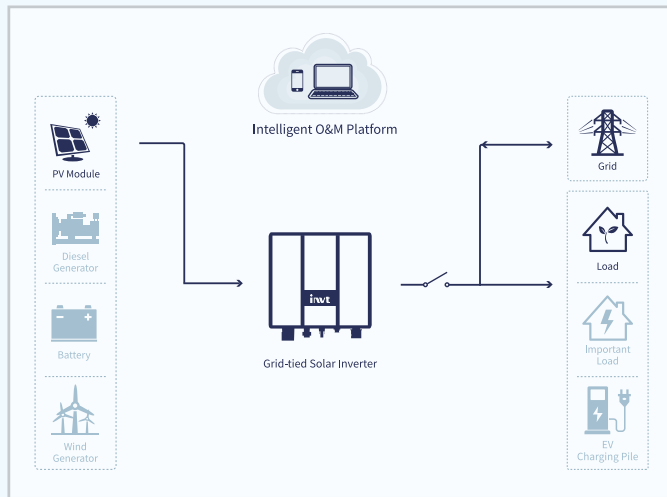 Intelligent O&M Platform
PV Module
Diesel
Generator
Battery
Wind
Generator
invt
Grid-tied Solar Inverter
Grid
Load
Important
Load
EV
Charging Pile